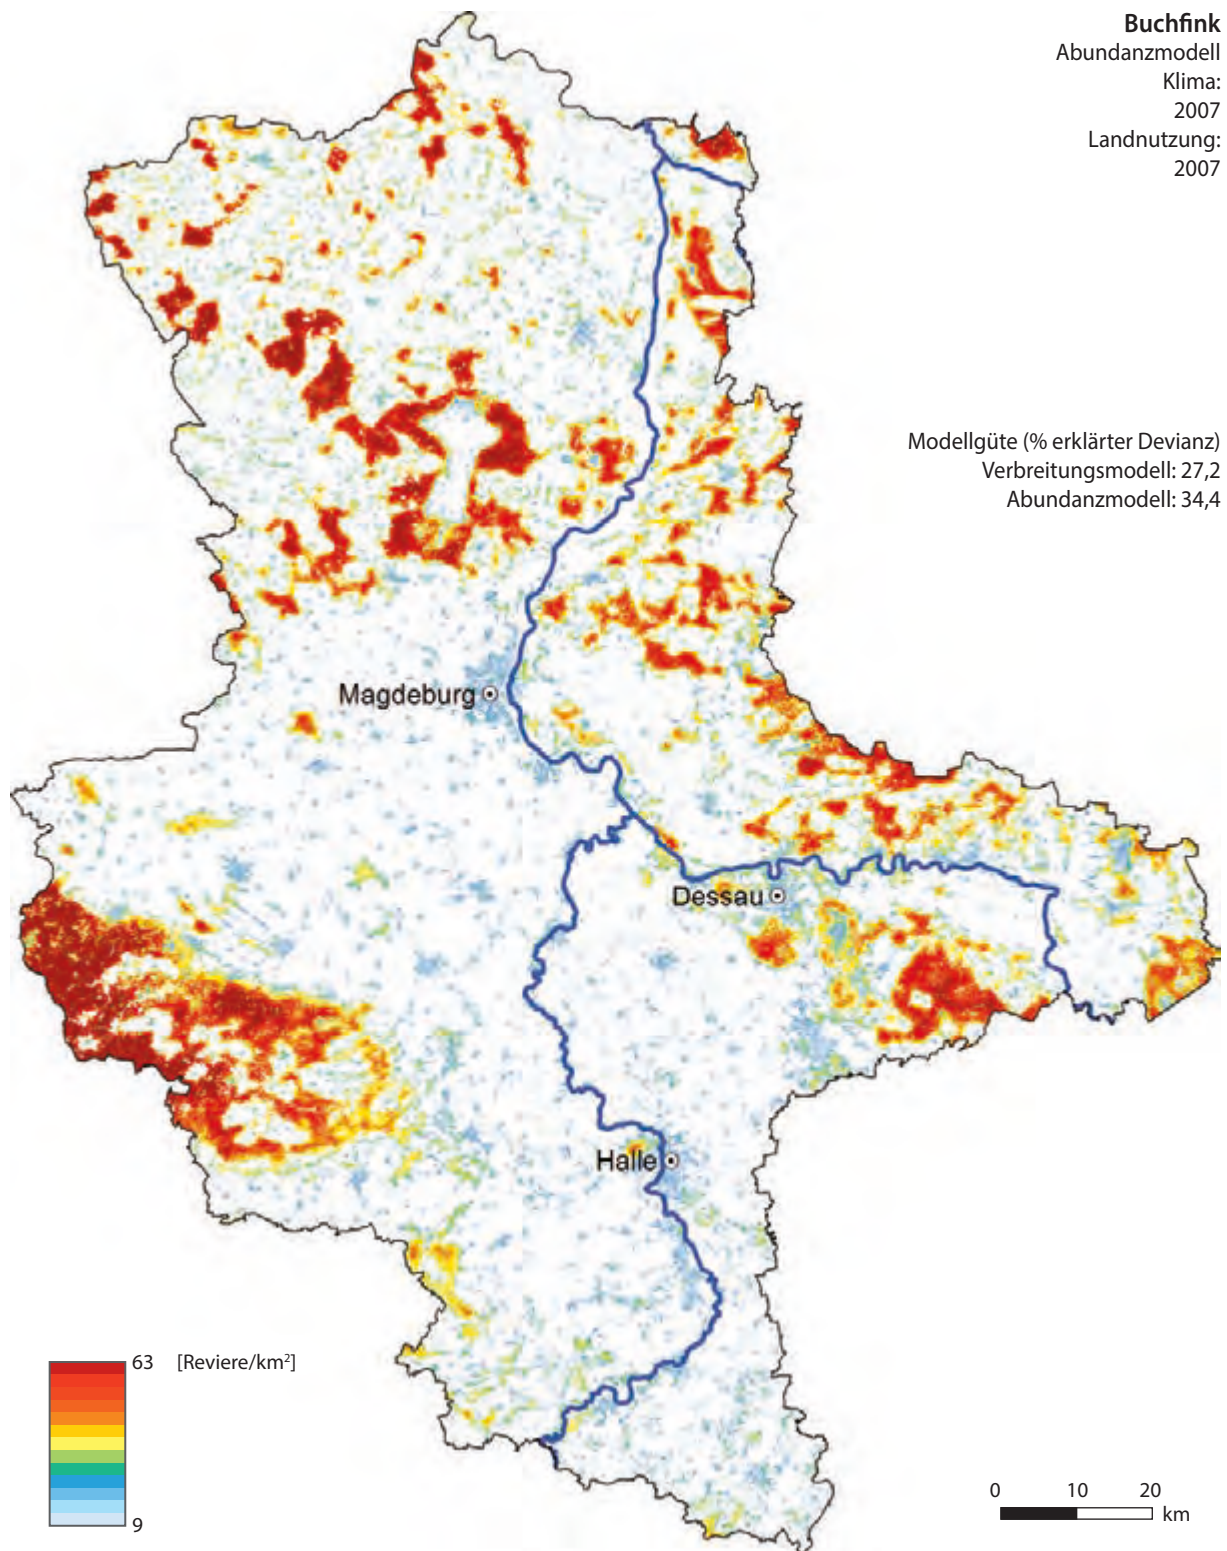 Buchfink
Abundanzmodell
Klima:
2007
Landnutzung:
2007
Modellgüte (% erklärter Devianz)
Verbreitungsmodell: 27,2
Abundanzmodell: 34,4
Magdeburg
Dessau
Halle
63 [Reviere/km²]
9
0 10 20
km